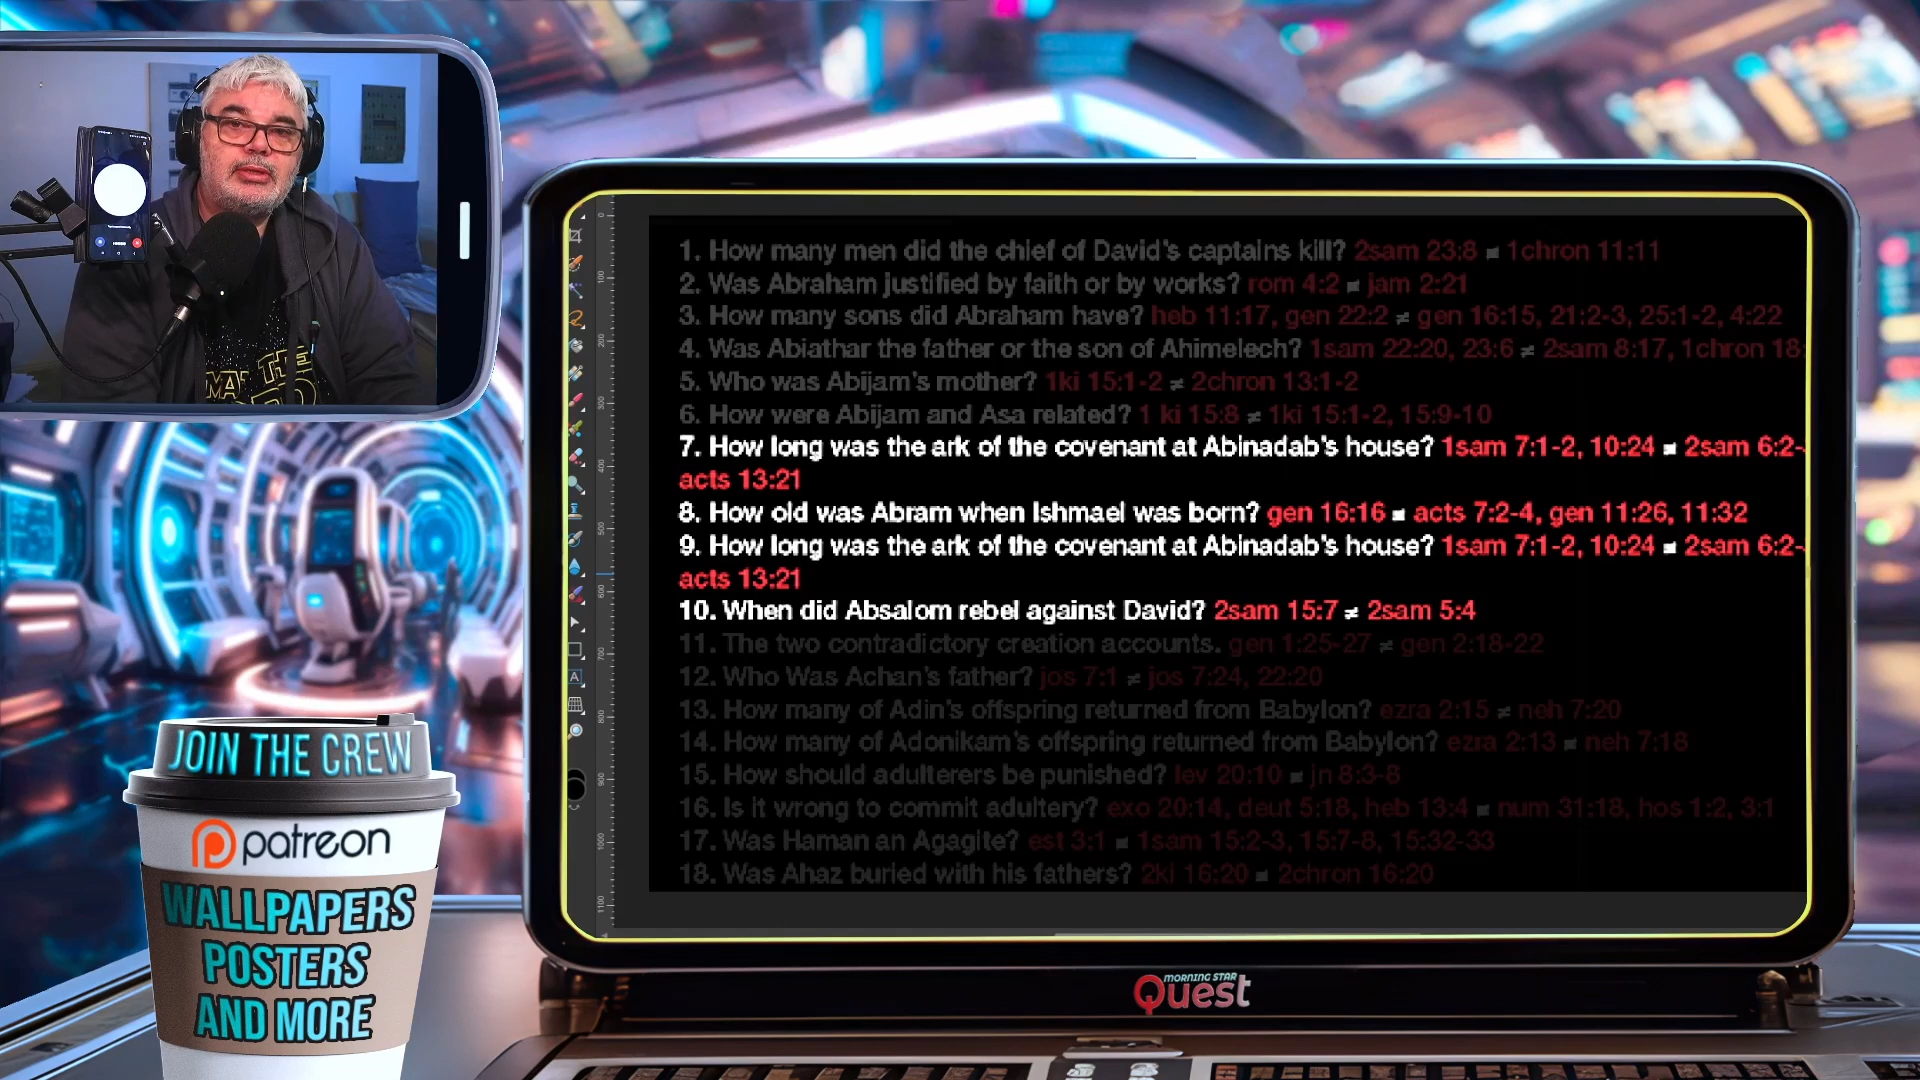 1. How many men did the chief of David's captains kill? 2sam 23:8 ≠ 1chron 11:11
2. Was Abraham justified by faith or by works? rom 4:2 ≠ jam 2:21
3. How many sons did Abraham have? heb 11:17, gen 22:2 ≠ gen 16:15, 21:2-3, 25:1-2, 4:22
4. Was Abiathar the father or the son of Ahimelech? 1sam 22:20, 23:6 ≠ 2sam 8:17, 1chron 18:
5. Who was Abijam's mother? 1ki 15:1-2 ≠ 2chron 13:1-2
6. How were Abijam and Asa related? 1 ki 15:8 ≠ 1ki 15:1-2, 15:9-10
7. How long was the ark of the covenant at Abinadab's house? 1sam 7:1-2, 10:24 ≠ 2sam 6:2-
acts 13:21
8. How old was Abram when Ishmael was born? gen 16:16 ≠ acts 7:2-4, gen 11:26, 11:32
9. How long was the ark of the covenant at Abinadab's house? 1sam 7:1-2, 10:24 ≠ 2sam 6:2-
acts 13:21
10. When did Absalom rebel against David? 2sam 15:7 ≠ 2sam 5:4
11. The two contradictory creation accounts. gen 1:25-27 ≠ gen 2:18-22
12. Who Was Achan's father? jos 7:1 ≠ jos 7:24, 22:20
13. How many of Adin's offspring returned from Babylon? ezra 2:15 ≠ neh 7:20
14. How many of Adonikam's offspring returned from Babylon? ezra 2:13 ≠ neh 7:18
15. How should adulterers be punished? lev 20:10 ≠ jn 8:3-8
16. Is it wrong to commit adultery? exo 20:14, deut 5:18, heb 13:4 ≠ num 31:18, hos 1:2, 3:1
17. Was Haman an Agagite? est 3:1 ≠ 1sam 15:2-3, 15:7-8, 15:32-33
18. Was Ahaz buried with his fathers? 2ki 16:20 ≠ 2chron 16:20
JOIN THE CREW
patreon
WALLPAPERS
POSTERS
AND MORE
MORNING STAR
Quest